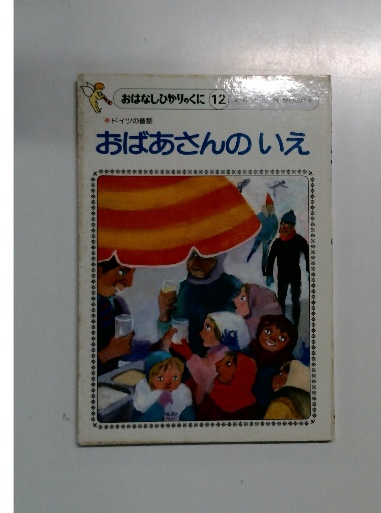 おはなしひかりのくに 12
ドイツの昔話
おばあさんのいえ